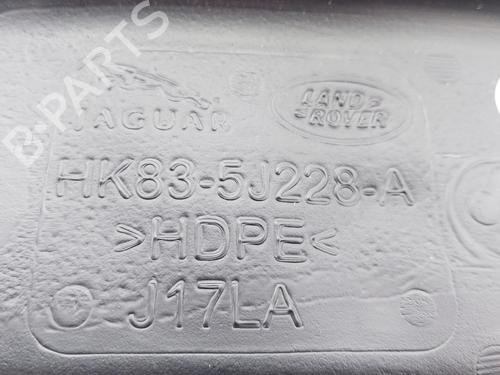 B-PARTS
JAGUAR
LAND
ROVER
HK83-5J228-A
>HDPE<
J17LA